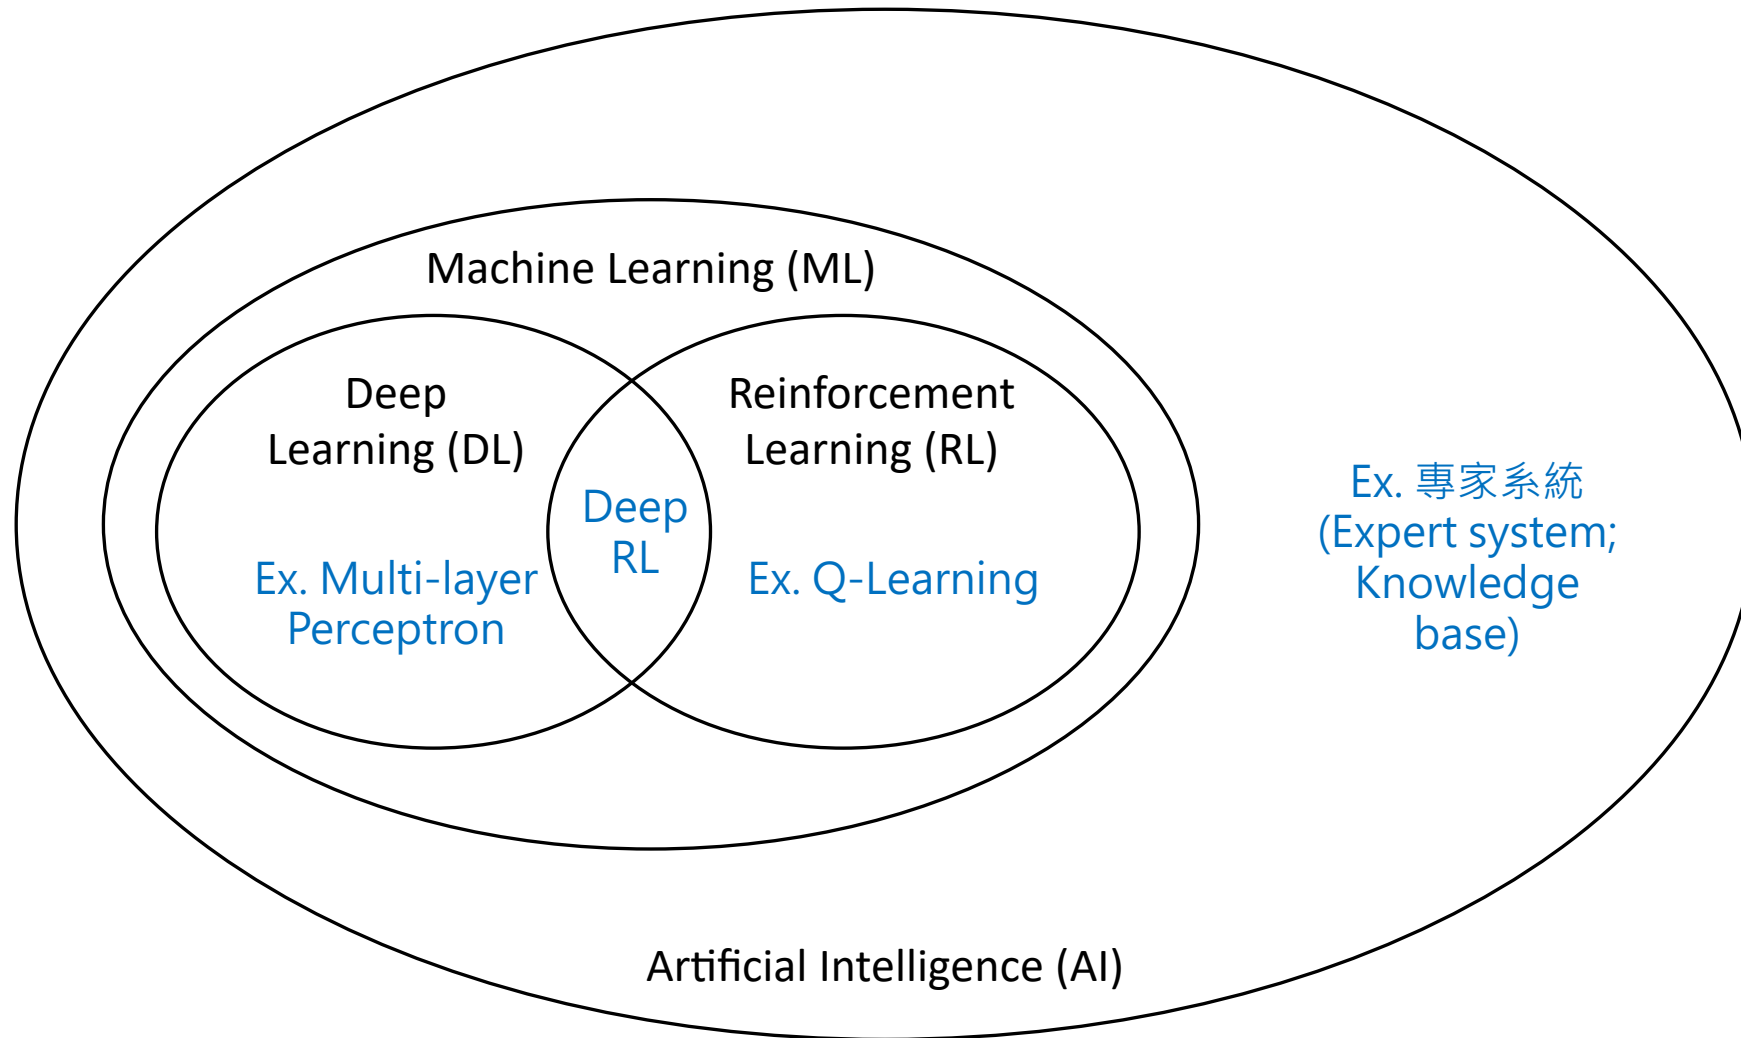 Machine Learning (ML)
Deep
Learning (DL)
Reinforcement
Learning (RL)
Deep
RL
Ex. Multi-layer
Perceptron
Ex. Q-Learning
Ex. 專家系統
(Expert system;
Knowledge
base)
Artificial Intelligence (AI)